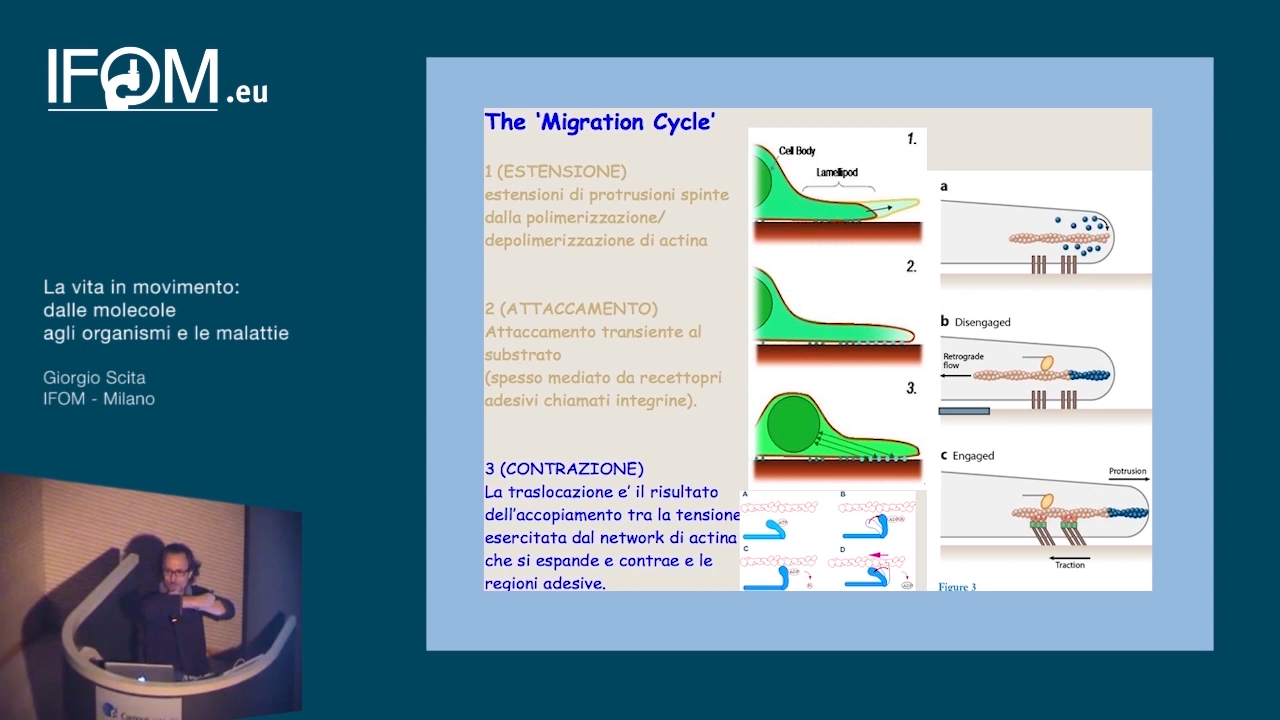 IFOM.eu
La vita in movimento:
dalle molecole
agli organismi e le malattie
Giorgio Scita
IFOM - Milano
The ‘Migration Cycle’
1 (ESTENSIONE)
estensioni di protrusioni spinte
dalla polimerizzazione/
depolimerizzazione di actina
2 (ATTACCAMENTO)
Attaccamento transiente al
substrato
(spesso mediato da recettopri
adesivi chiamati integrine).
3 (CONTRAZIONE)
La traslocazione e’ il risultato
dell’accopiamento tra la tensione
esercitata dal network di actina
che si espande e contrae e le
regioni adesive.
1.
Cell Body
Lamellipod
2.
3.
A
B
C
D
a
b Disengaged
Retrograde
flow
c Engaged
Protrusion
Traction
Figure 3